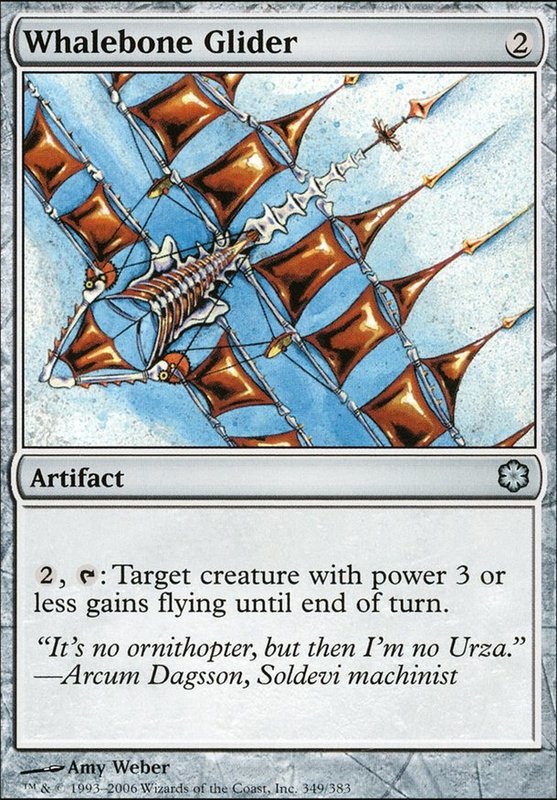 Whalebone Glider 2
Artifact
2, : Target creature with power 3 or
less gains flying until end of turn.
“It's no ornithopter, but then I'm no Urza.”
—Arcum Dagsson, Soldevi machinist
Amy Weber
™ & © 1993–2006 Wizards of the Coast, Inc. 349/383